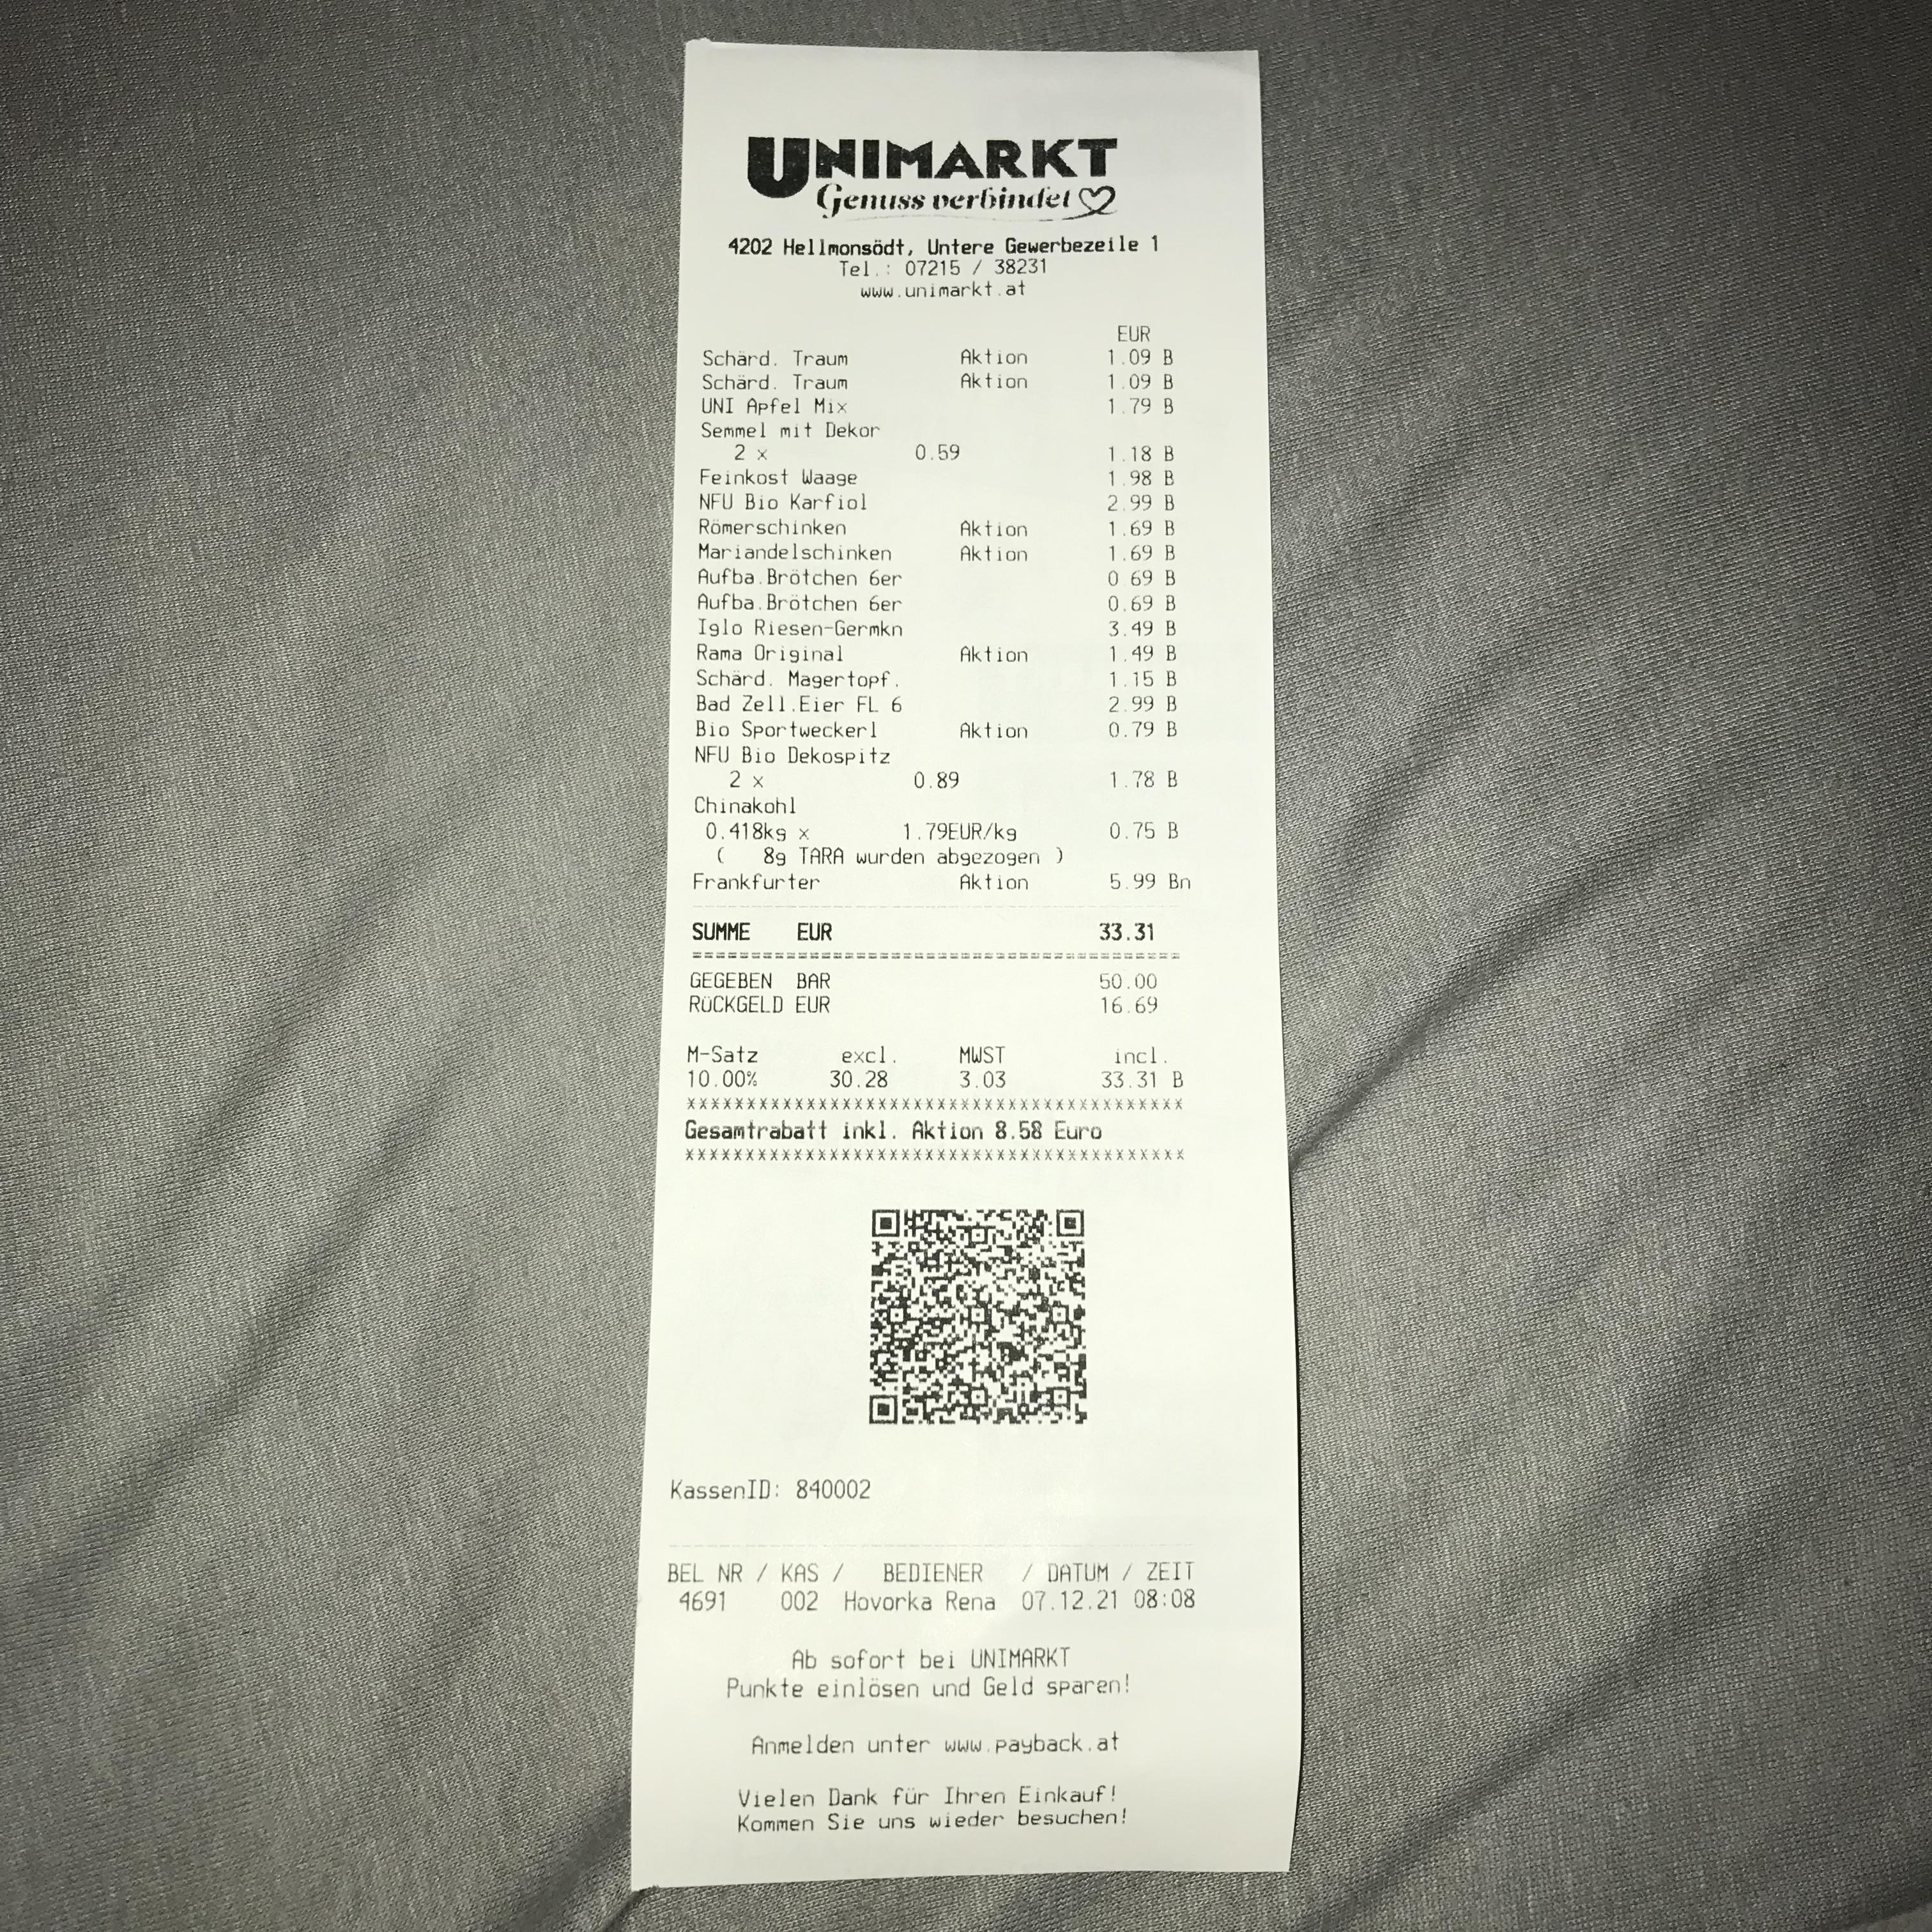 UNIMARKT
Genuss verbindet
4202 Hellmonsödt, Untere Gewerbezeile 1
Tel.: 07215 / 38231
www.unimarkt.at
EUR
Schärd. Traum Aktion 1.09 B
Schärd. Traum Aktion 1.09 B
UNI Apfel Mix 1.79 B
Semmel mit Dekor
2 x 0.59 1.18 B
Feinkost Waage 1.98 B
NFU Bio Karfiol 2.99 B
Römerschinken Aktion 1.69 B
Mariandelschinken Aktion 1.69 B
Aufba.Brötchen 6er 0.69 B
Aufba.Brötchen 6er 0.69 B
Iglo Riesen-Germkn 3.49 B
Rama Original Aktion 1.49 B
Schärd. Magertopf. 1.15 B
Bad Zell.Eier FL 6 2.99 B
Bio Sportweckerl Aktion 0.79 B
NFU Bio Dekospitz
2 x 0.89 1.78 B
Chinakohl
0.418kg x 1.79EUR/kg 0.75 B
( 8g TARA wurden abgezogen )
Frankfurter Aktion 5.99 Bn
SUMME EUR 33.31
========================================
GEGEBEN BAR 50.00
RÜCKGELD EUR 16.69
M-Satz excl. MWST incl.
10.00% 30.28 3.03 33.31 B
******************************************
Gesamtrabatt inkl. Aktion 8.58 Euro
******************************************
KassenID: 840002
BEL NR / KAS / BEDIENER / DATUM / ZEIT
4691 002 Hovorka Rena 07.12.21 08:08
Ab sofort bei UNIMARKT
Punkte einlösen und Geld sparen!
Anmelden unter www.payback.at
Vielen Dank für Ihren Einkauf!
Kommen Sie uns wieder besuchen!